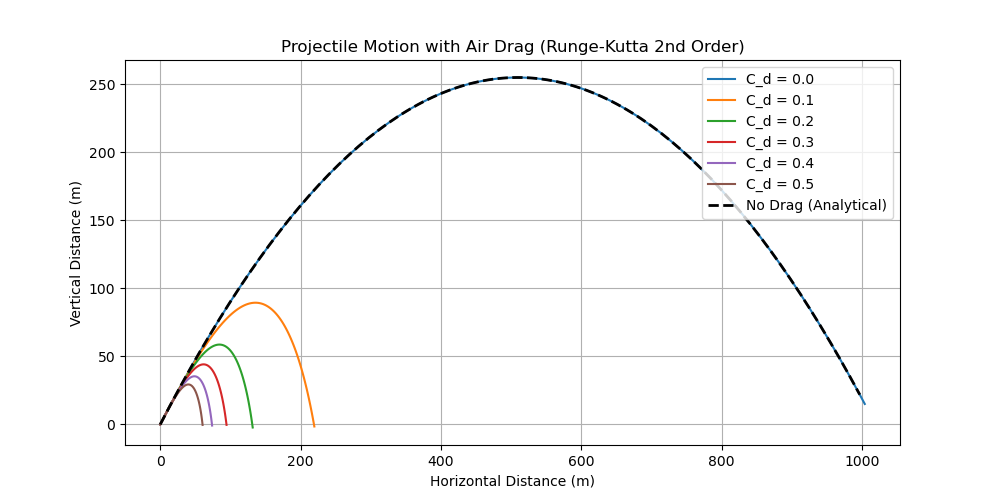 Projectile Motion with Air Drag (Runge-Kutta 2nd Order)
Vertical Distance (m)
250
200
150
100
50
0
C_d = 0.0
C_d = 0.1
C_d = 0.2
C_d = 0.3
C_d = 0.4
C_d = 0.5
No Drag (Analytical)
0 200 400 600 800 1000
Horizontal Distance (m)